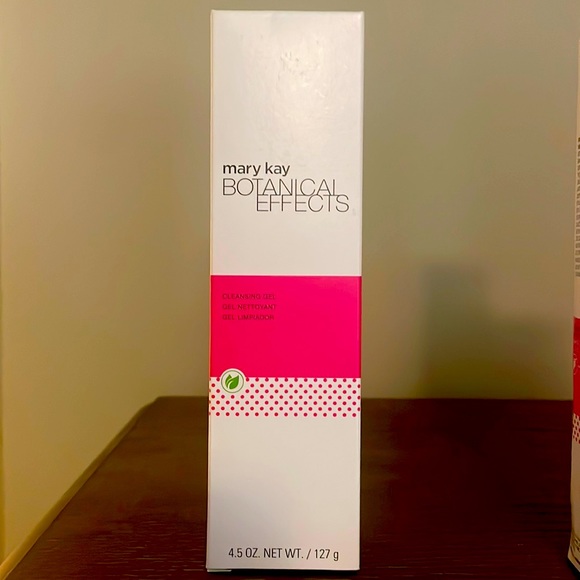 mary kay
BOTANICAL
EFFECTS
CLEANSING GEL
GEL NETTOYANT
GEL LIMPIADOR
4.5 OZ. NET WT. / 127 g